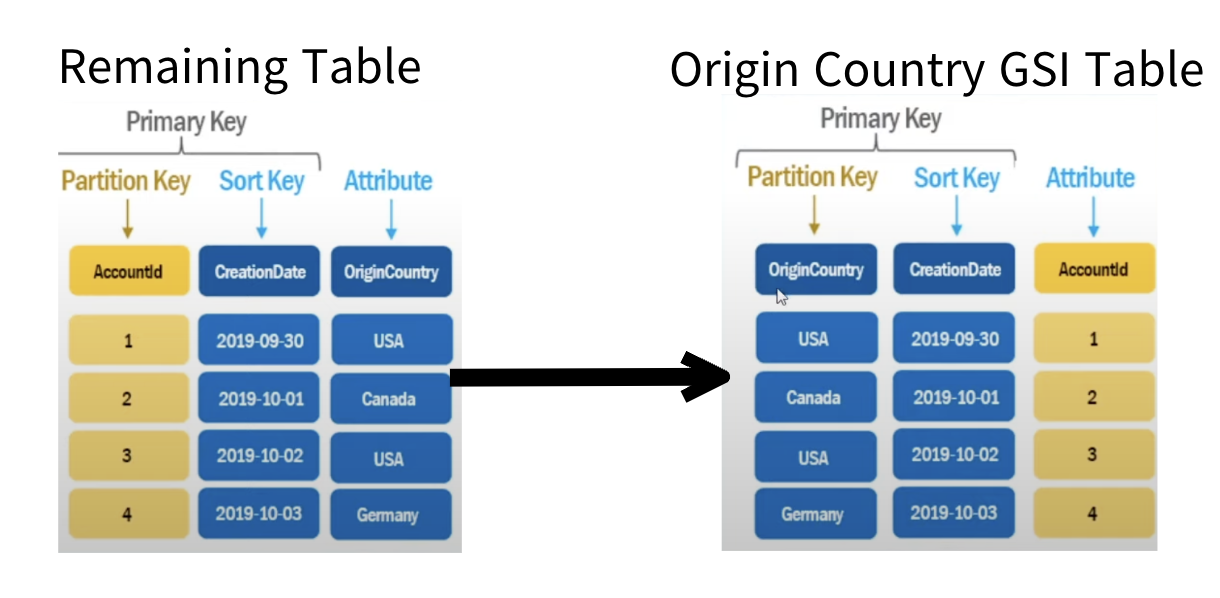 Remaining Table
Primary Key
Partition Key Sort Key Attribute
AccountId CreationDate OriginCountry
1 2019-09-30 USA
2 2019-10-01 Canada
3 2019-10-02 USA
4 2019-10-03 Germany
Origin Country GSI Table
Primary Key
Partition Key Sort Key Attribute
OriginCountry CreationDate AccountId
USA 2019-09-30 1
Canada 2019-10-01 2
USA 2019-10-02 3
Germany 2019-10-03 4